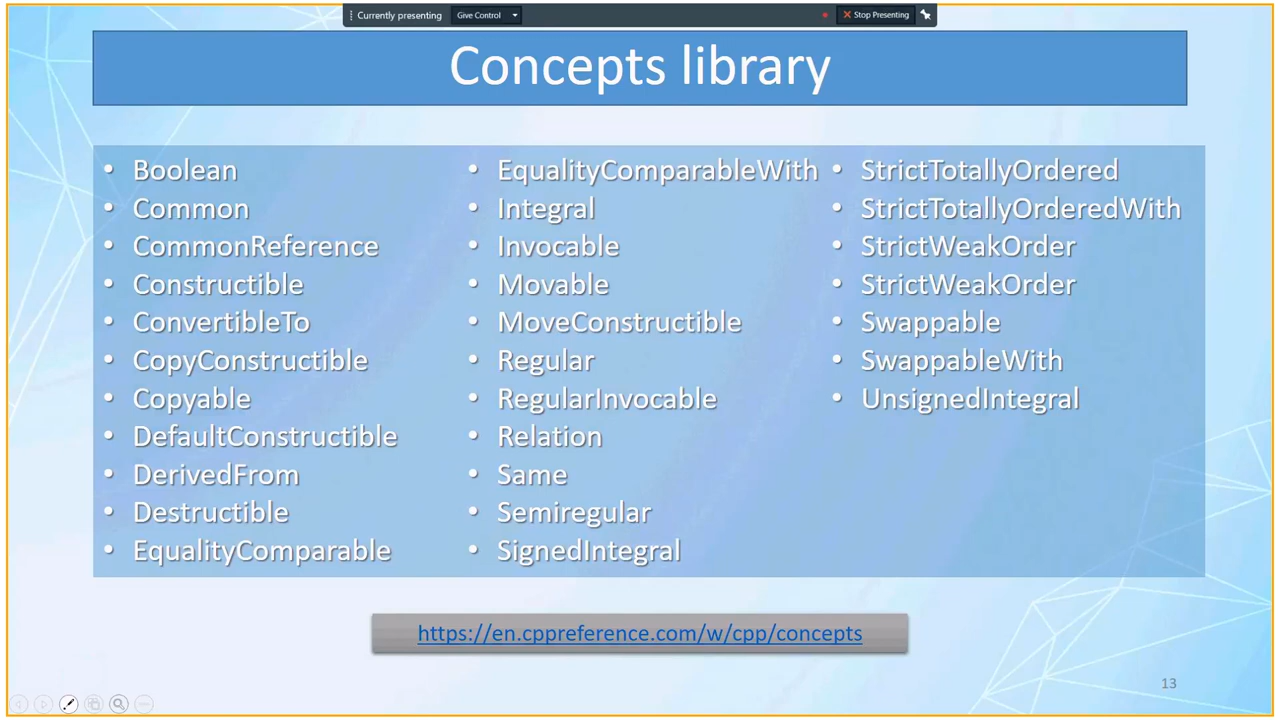 Currently presenting
Give Control
Stop Presenting
Concepts library
Boolean
Common
CommonReference
Constructible
ConvertibleTo
CopyConstructible
Copyable
DefaultConstructible
DerivedFrom
Destructible
EqualityComparable
EqualityComparableWith
Integral
Invocable
Movable
MoveConstructible
Regular
RegularInvocable
Relation
Same
Semiregular
SignedIntegral
StrictTotallyOrdered
StrictTotallyOrderedWith
StrictWeakOrder
StrictWeakOrder
Swappable
SwappableWith
UnsignedIntegral
https://en.cppreference.com/w/cpp/concepts
13